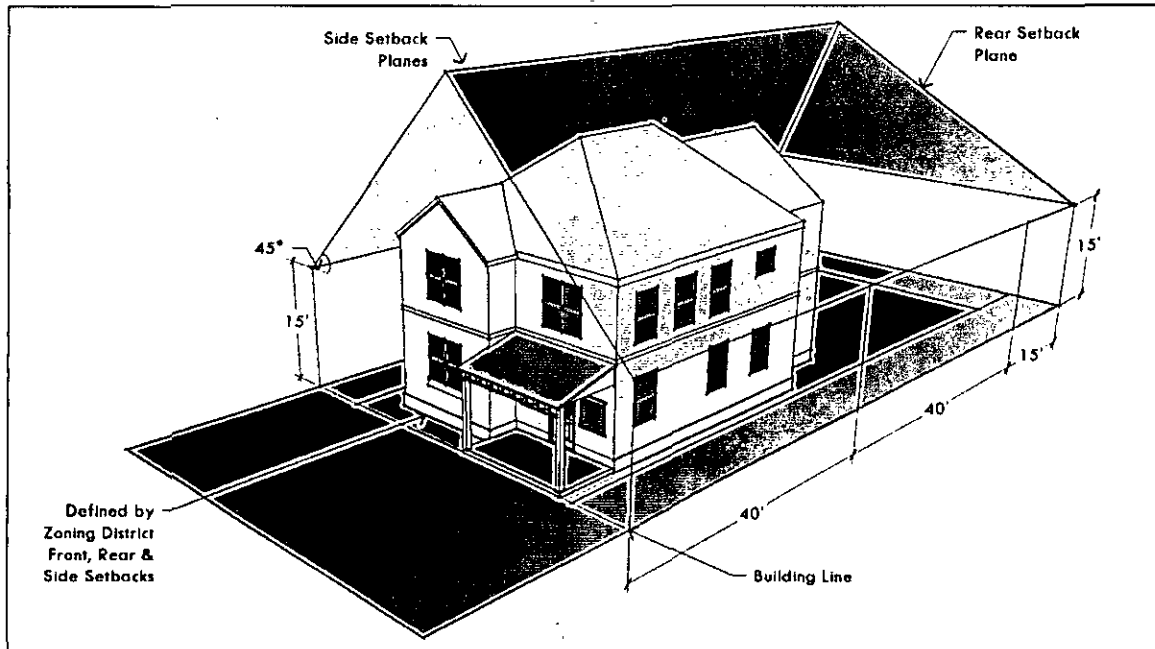 Side Setback
Planes
Rear Setback
Plane
45°
15'
15'
15'
40'
40'
Defined by
Zoning District
Front, Rear &
Side Setbacks
Building Line